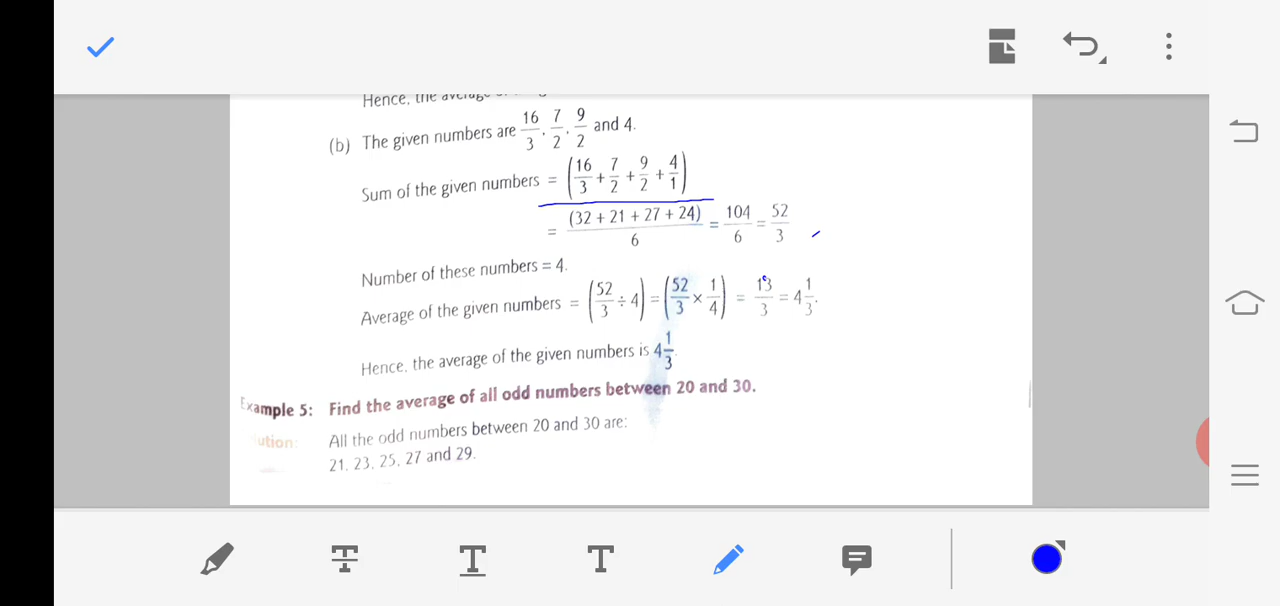 Hence, the average
(b) The given numbers are 16/3, 7/2, 9/2 and 4.
Sum of the given numbers = (16/3 + 7/2 + 9/2 + 4/1)
= (32 + 21 + 27 + 24)/6 = 104/6 = 52/3
Number of these numbers = 4.
Average of the given numbers = (52/3 ÷ 4) = (52/3 × 1/4) = 13/3 = 4 1/3.
Hence, the average of the given numbers is 4 1/3.
Example 5: Find the average of all odd numbers between 20 and 30.
ution: All the odd numbers between 20 and 30 are:
21, 23, 25, 27 and 29.
T T T